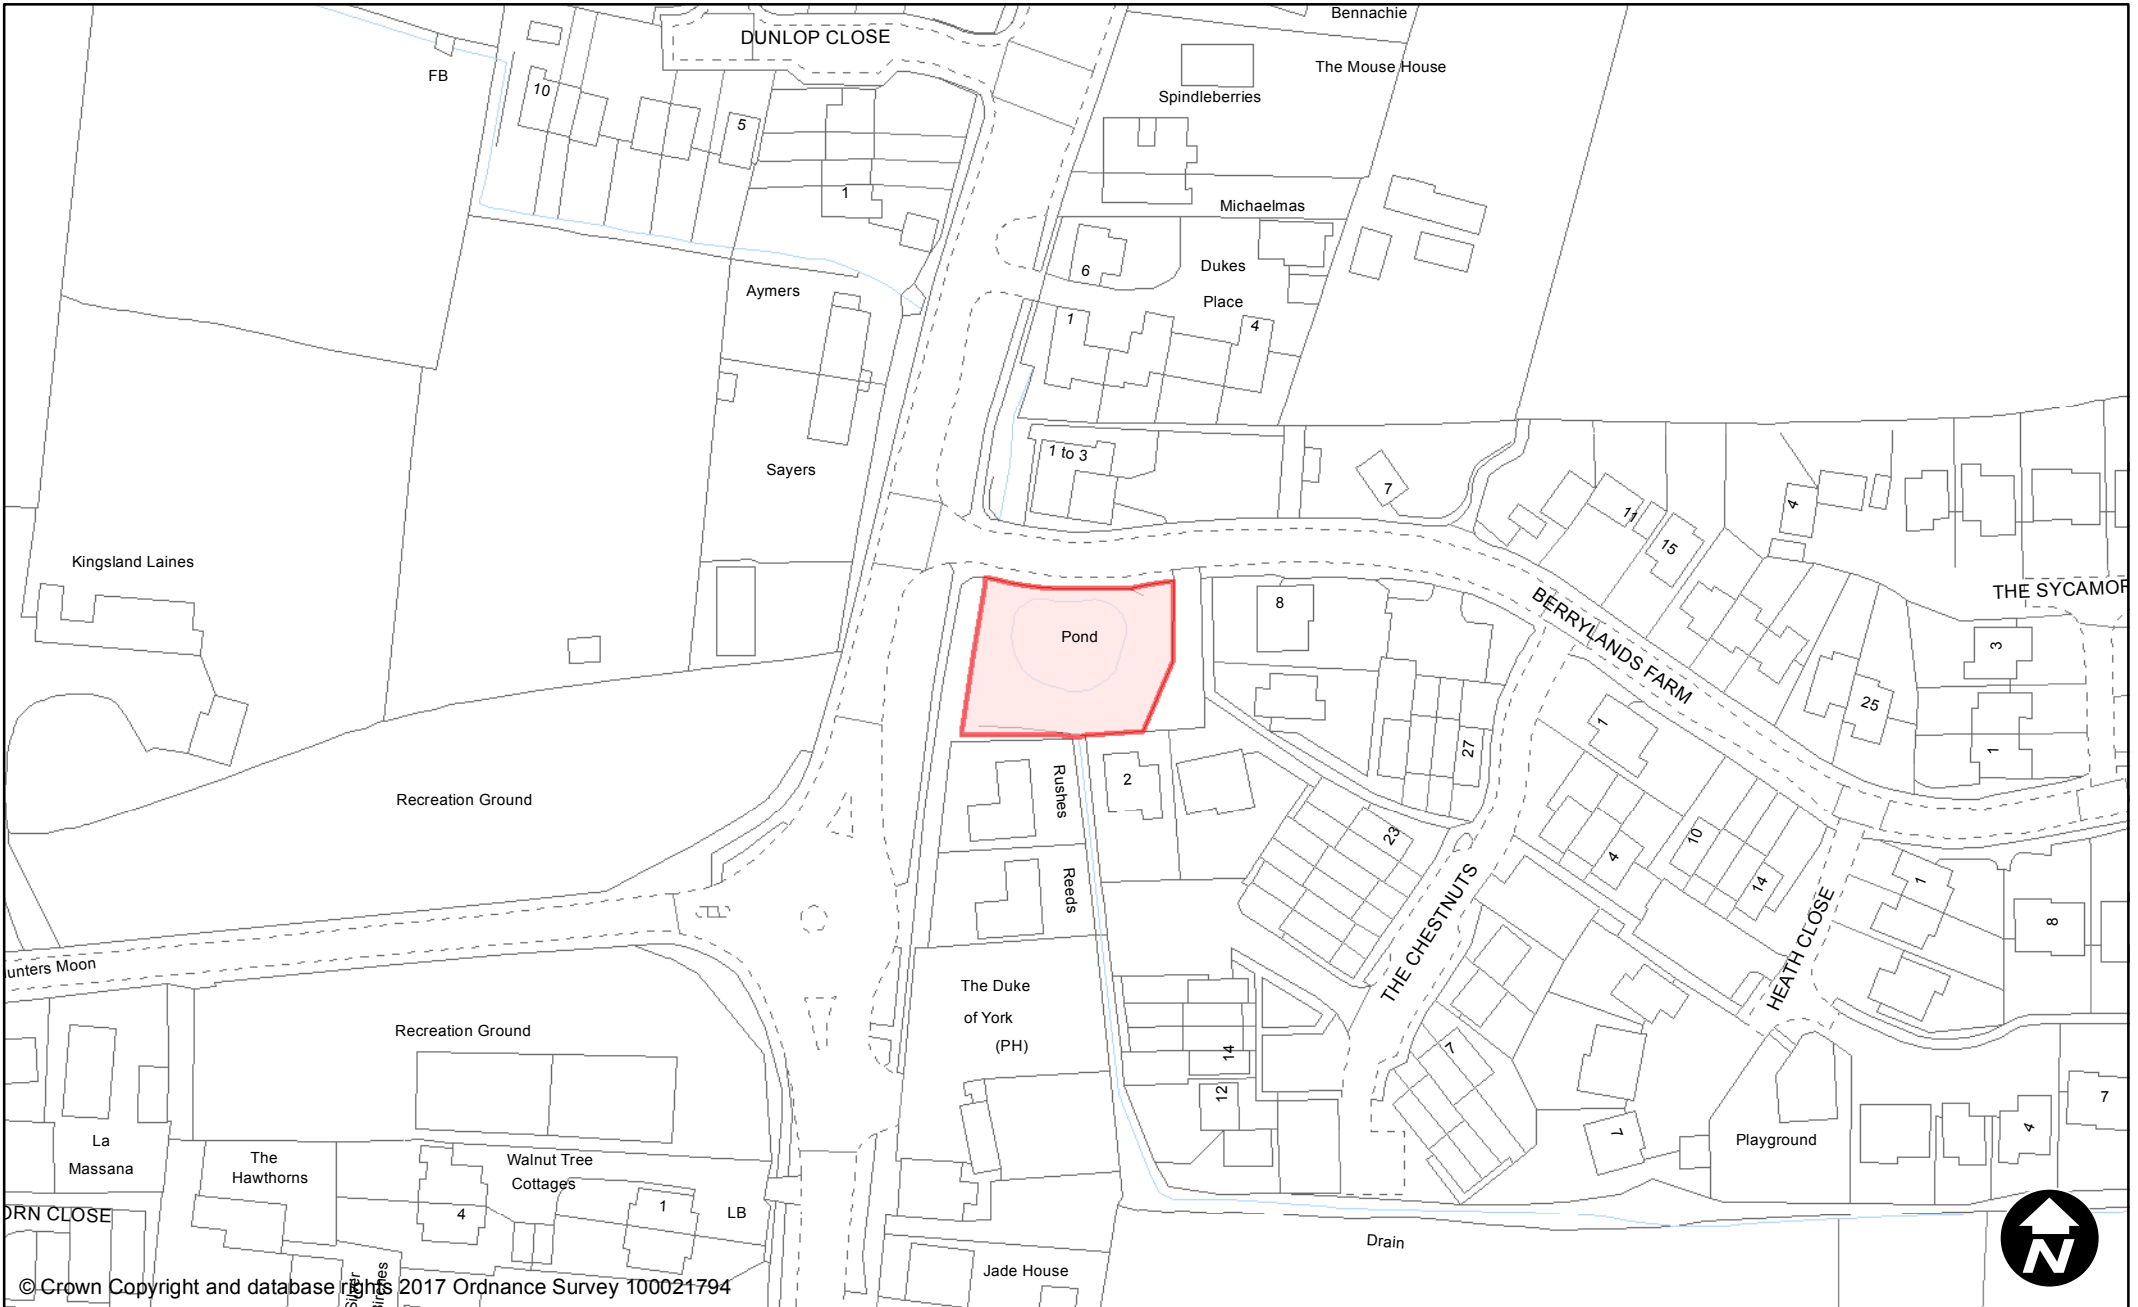 Bennachie
DUNLOP CLOSE
The Mouse House
FB
10
Spindleberries
5
1
Michaelmas
6
Dukes
Place
Aymers
1
4
1 to 3
Sayers
7
11
15
4
Kingsland Laines
THE SYCAMOR
8
BERRYLANDS FARM
Pond
3
25
1
1
27
2
Rushes
Recreation Ground
23
10
4
14
Reeds
1
THE CHESTNUTS
HEATH CLOSE
8
unters Moon
The Duke
of York
(PH)
Recreation Ground
14
7
12
7
4
7
Playground
La
Massana
The
Hawthorns
Walnut Tree
Cottages
4
1
LB
ORN CLOSE
Drain
Jade House
Silver
Birches
© Crown Copyright and database rights 2017 Ordnance Survey 100021794
N